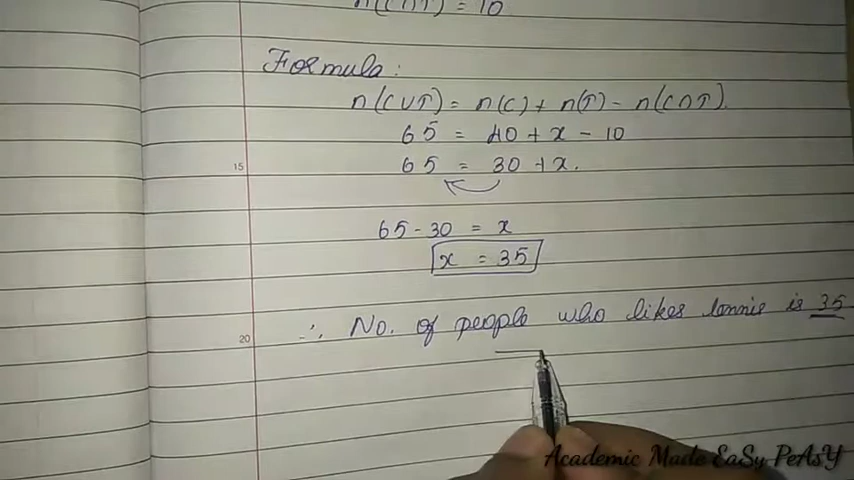 n(C∩T) = 10
Formula:
n(C∪T) = n(C) + n(T) - n(C∩T).
65 = 40 + x - 10
15
65 = 30 + x.
65 - 30 = x
x = 35
∴ No. of people who likes tennis is 35
20
Academic Made EaSy PeAsY